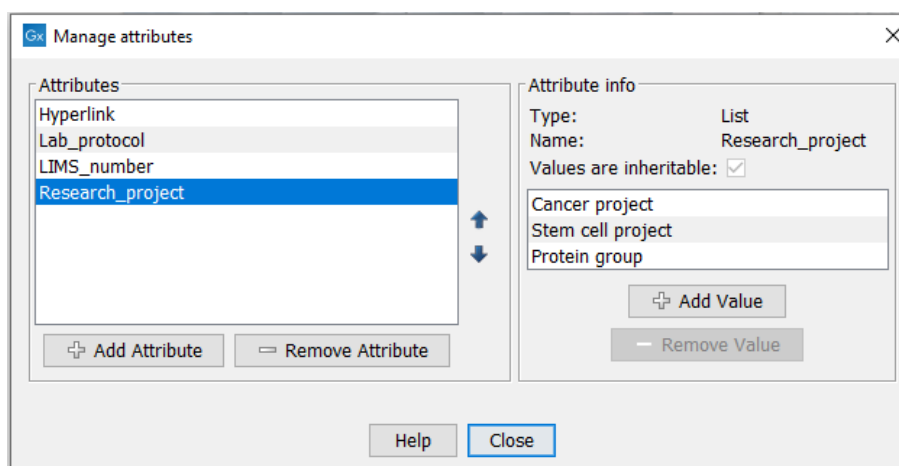 Gx Manage attributes
Attributes
Hyperlink
Lab_protocol
LIMS_number
Research_project
Add Attribute
Remove Attribute
Attribute info
Type: List
Name: Research_project
Values are inheritable:
Cancer project
Stem cell project
Protein group
Add Value
Remove Value
Help
Close